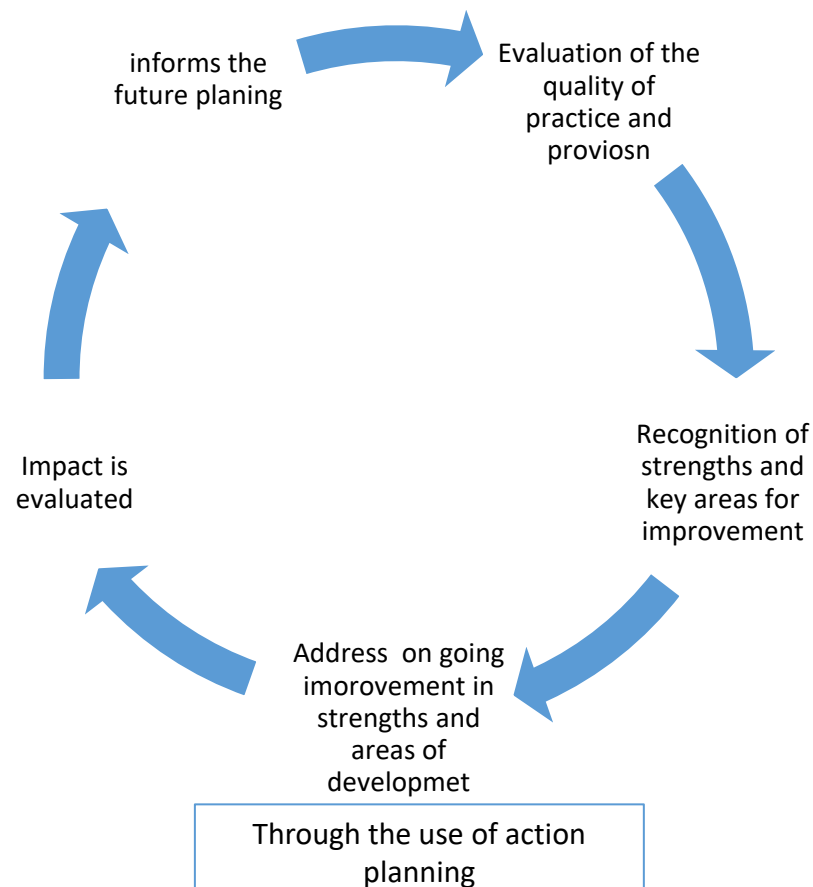 informs the
future planing
Evaluation of the
quality of
practice and
proviosn
Recognition of
strengths and
key areas for
improvement
Address  on going
imorovement in
strengths and
areas of
developmet
Through the use of action
planning
Impact is
evaluated